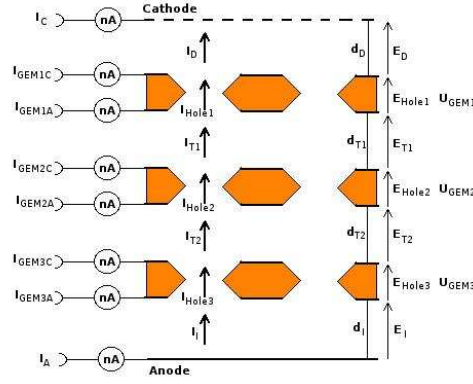 Cathode
I_C nA
I_D d_D E_D
I_GEM1C nA
I_Hole1 E_Hole1 U_GEM1
I_GEM1A nA
I_T1 d_T1 E_T1
I_GEM2C nA
I_Hole2 E_Hole2 U_GEM2
I_GEM2A nA
I_T2 d_T2 E_T2
I_GEM3C nA
I_Hole3 E_Hole3 U_GEM3
I_GEM3A nA
I_I d_I E_I
I_A nA
Anode